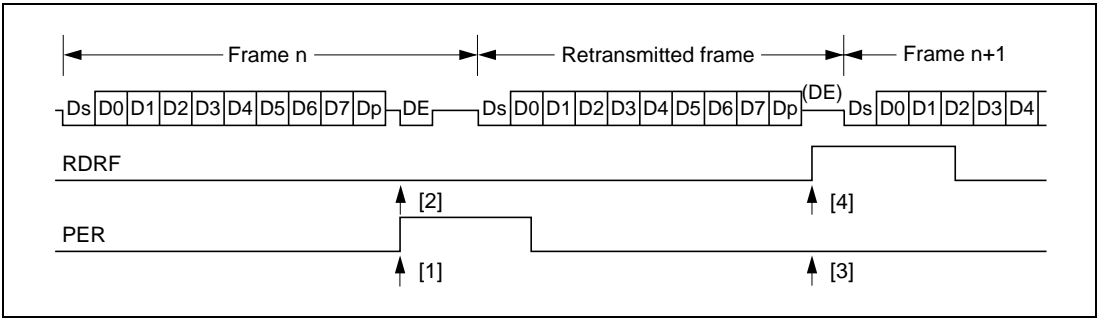 Frame n Retransmitted frame Frame n+1
(DE)
Ds D0 D1 D2 D3 D4 D5 D6 D7 Dp DE Ds D0 D1 D2 D3 D4 D5 D6 D7 Dp Ds D0 D1 D2 D3 D4
RDRF
[2] [4]
PER
[1] [3]